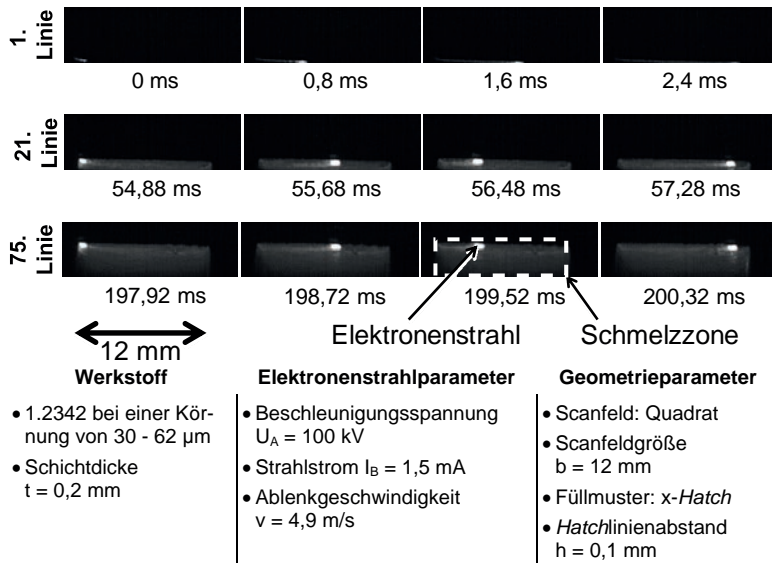 1.
Linie
0 ms
0,8 ms
1,6 ms
2,4 ms
21.
Linie
54,88 ms
55,68 ms
56,48 ms
57,28 ms
75.
Linie
197,92 ms
198,72 ms
199,52 ms
200,32 ms
12 mm
Elektronenstrahl
Schmelzzone
Werkstoff
• 1.2342 bei einer Kör-
nung von 30 - 62 µm
• Schichtdicke
t = 0,2 mm
Elektronenstrahlparameter
• Beschleunigungsspannung
U_A = 100 kV
• Strahlstrom I_B = 1,5 mA
• Ablenkgeschwindigkeit
v = 4,9 m/s
Geometrieparameter
• Scanfeld: Quadrat
• Scanfeldgröße
b = 12 mm
• Füllmuster: x-Hatch
• Hatchlinienabstand
h = 0,1 mm